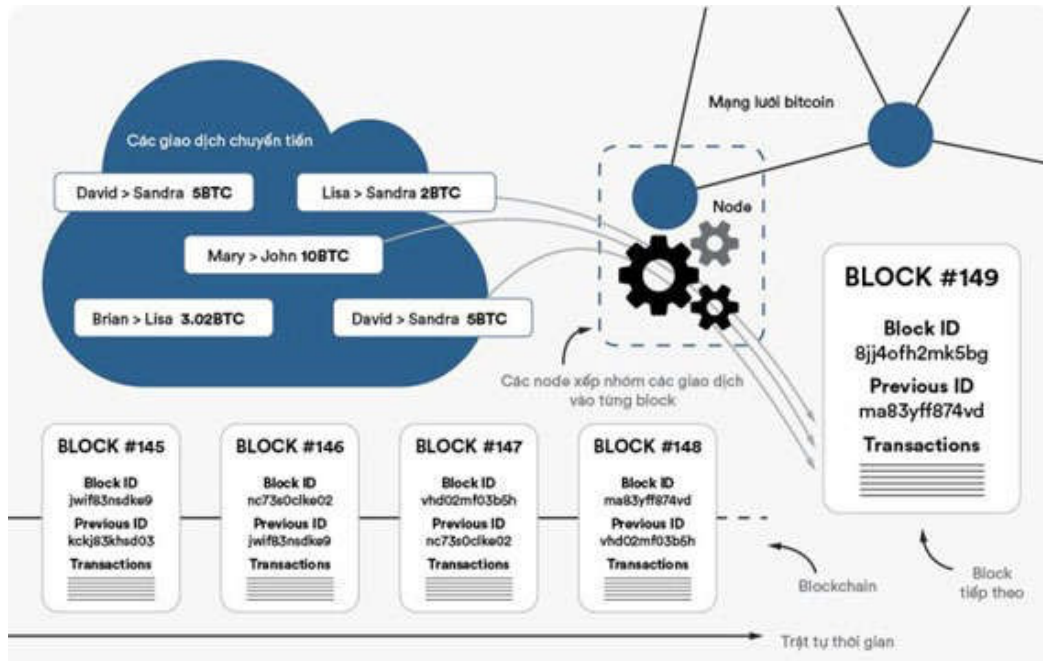 Các giao dịch chuyển tiền
David > Sandra 5BTC
Lisa > Sandra 2BTC
Mary > John 10BTC
Brian > Lisa 3.02BTC
David > Sandra 5BTC
Mạng lưới bitcoin
Node
Các node xếp nhóm các giao dịch
vào từng block
BLOCK #149
Block ID
8jj4ofh2mk5bg
Previous ID
ma83yff874vd
Transactions
BLOCK #145
Block ID
jwif83nsdke9
Previous ID
kckj83khsd03
Transactions
BLOCK #146
Block ID
nc73s0clke02
Previous ID
jwif83nsdke9
Transactions
BLOCK #147
Block ID
vhd02mf03b5h
Previous ID
nc73s0clke02
Transactions
BLOCK #148
Block ID
ma83yff874vd
Previous ID
vhd02mf03b5h
Transactions
Blockchain
Block
tiếp theo
Trật tự thời gian